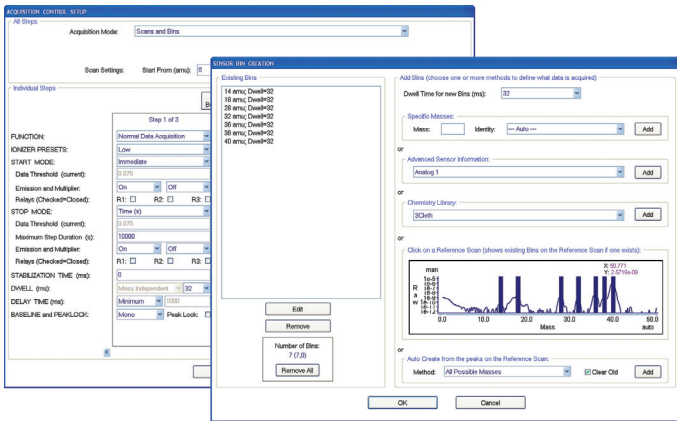 ACQUISITION CONTROL SETUP
All Steps
Acquisition Mode: Scans and Bins
Scan Settings: Start From (amu):
Individual Steps
Step 1 of 3
FUNCTION: Normal Data Acquisition
IONIZER PRESETS: Low
START MODE: Immediate
Data Threshold (current): 0.075
Emission and Multiplier: On Off
Relays (Checked=Closed): R1: R2: R3:
STOP MODE: Time (s)
Data Threshold (current): 0.075
Maximum Step Duration (s): 10000
Emission and Multiplier: On Off
Relays (Checked=Closed): R1: R2: R3:
STABILIZATION TIME (ms): 0
DWELL (ms): Mass Independent 32
DELAY TIME (ms): Minimum 1000
BASELINE and PEAKLOCK: Mono Peak Lock:
SENSOR BIN CREATION
Existing Bins
14 amu; Dwell=32
18 amu; Dwell=32
28 amu; Dwell=32
32 amu; Dwell=32
36 amu; Dwell=32
38 amu; Dwell=32
40 amu; Dwell=32
Edit
Remove
Number of Bins:
7 (7,0)
Remove All
Add Bins (choose one or more methods to define what data is acquired)
Dwell Time for new Bins (ms): 32
Specific Masses:
Mass: Identity: --- Auto --- Add
or
Advanced Sensor Information:
Analog 1 Add
or
Chemistry Library:
3Cleth Add
or
Click on a Reference Scan (shows existing Bins on the Reference Scan if one exists):
man X: 50.771
Y: 2.5719e-09
1e-5
Raw
1e-12
0.0 10.0 20.0 30.0 40.0 50.0
Mass auto
or
Auto Create from the peaks on the Reference Scan:
Method: All Possible Masses Clear Old Add
OK Cancel